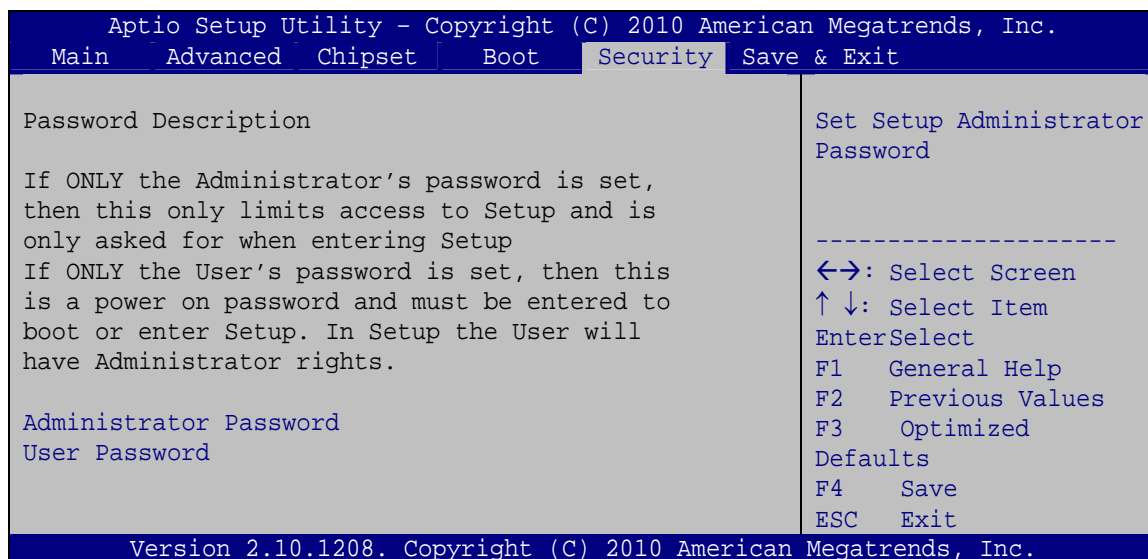 Aptio Setup Utility – Copyright (C) 2010 American Megatrends, Inc.
Main Advanced Chipset Boot Security Save & Exit
Password Description
If ONLY the Administrator’s password is set,
then this only limits access to Setup and is
only asked for when entering Setup
If ONLY the User’s password is set, then this
is a power on password and must be entered to
boot or enter Setup. In Setup the User will
have Administrator rights.
Administrator Password
User Password
Set Setup Administrator
Password
---------------------
←→: Select Screen
↑ ↓: Select Item
EnterSelect
F1 General Help
F2 Previous Values
F3 Optimized
Defaults
F4 Save
ESC Exit
Version 2.10.1208. Copyright (C) 2010 American Megatrends, Inc.